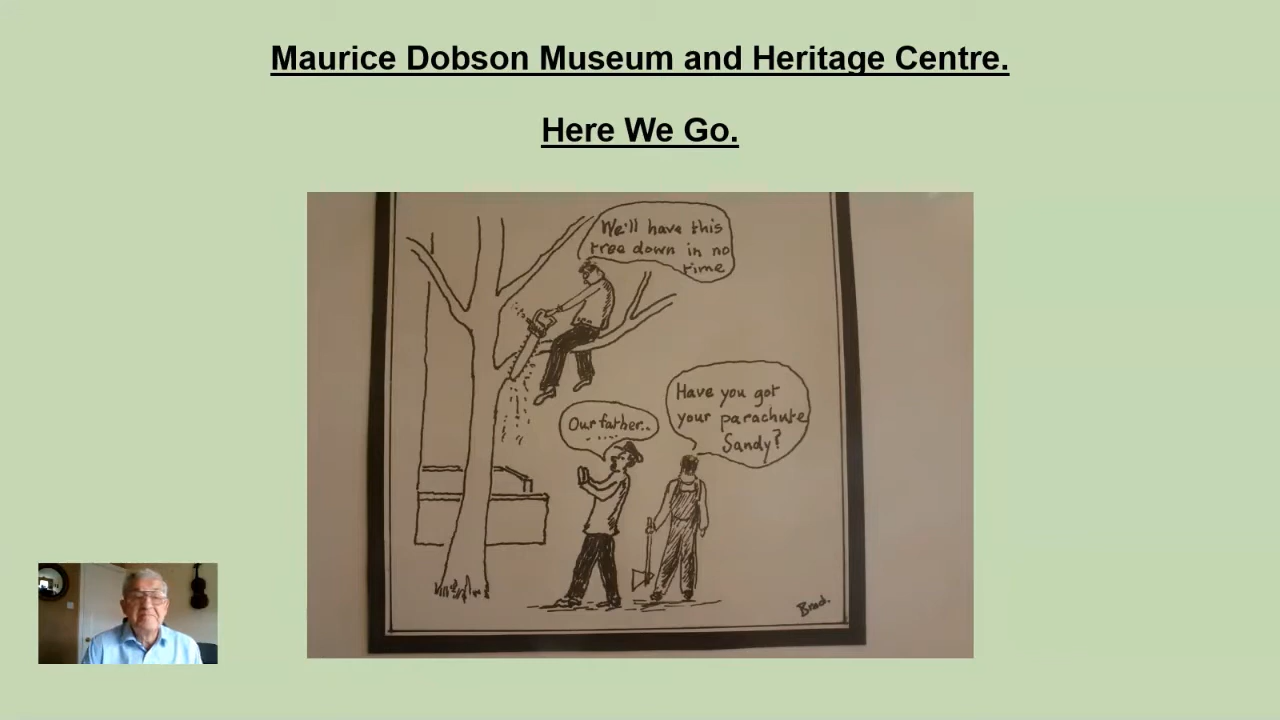 Maurice Dobson Museum and Heritage Centre.
Here We Go.
We'll have this
tree down in no
time
Have you got
your parachute
Sandy?
Our father..
Brad.